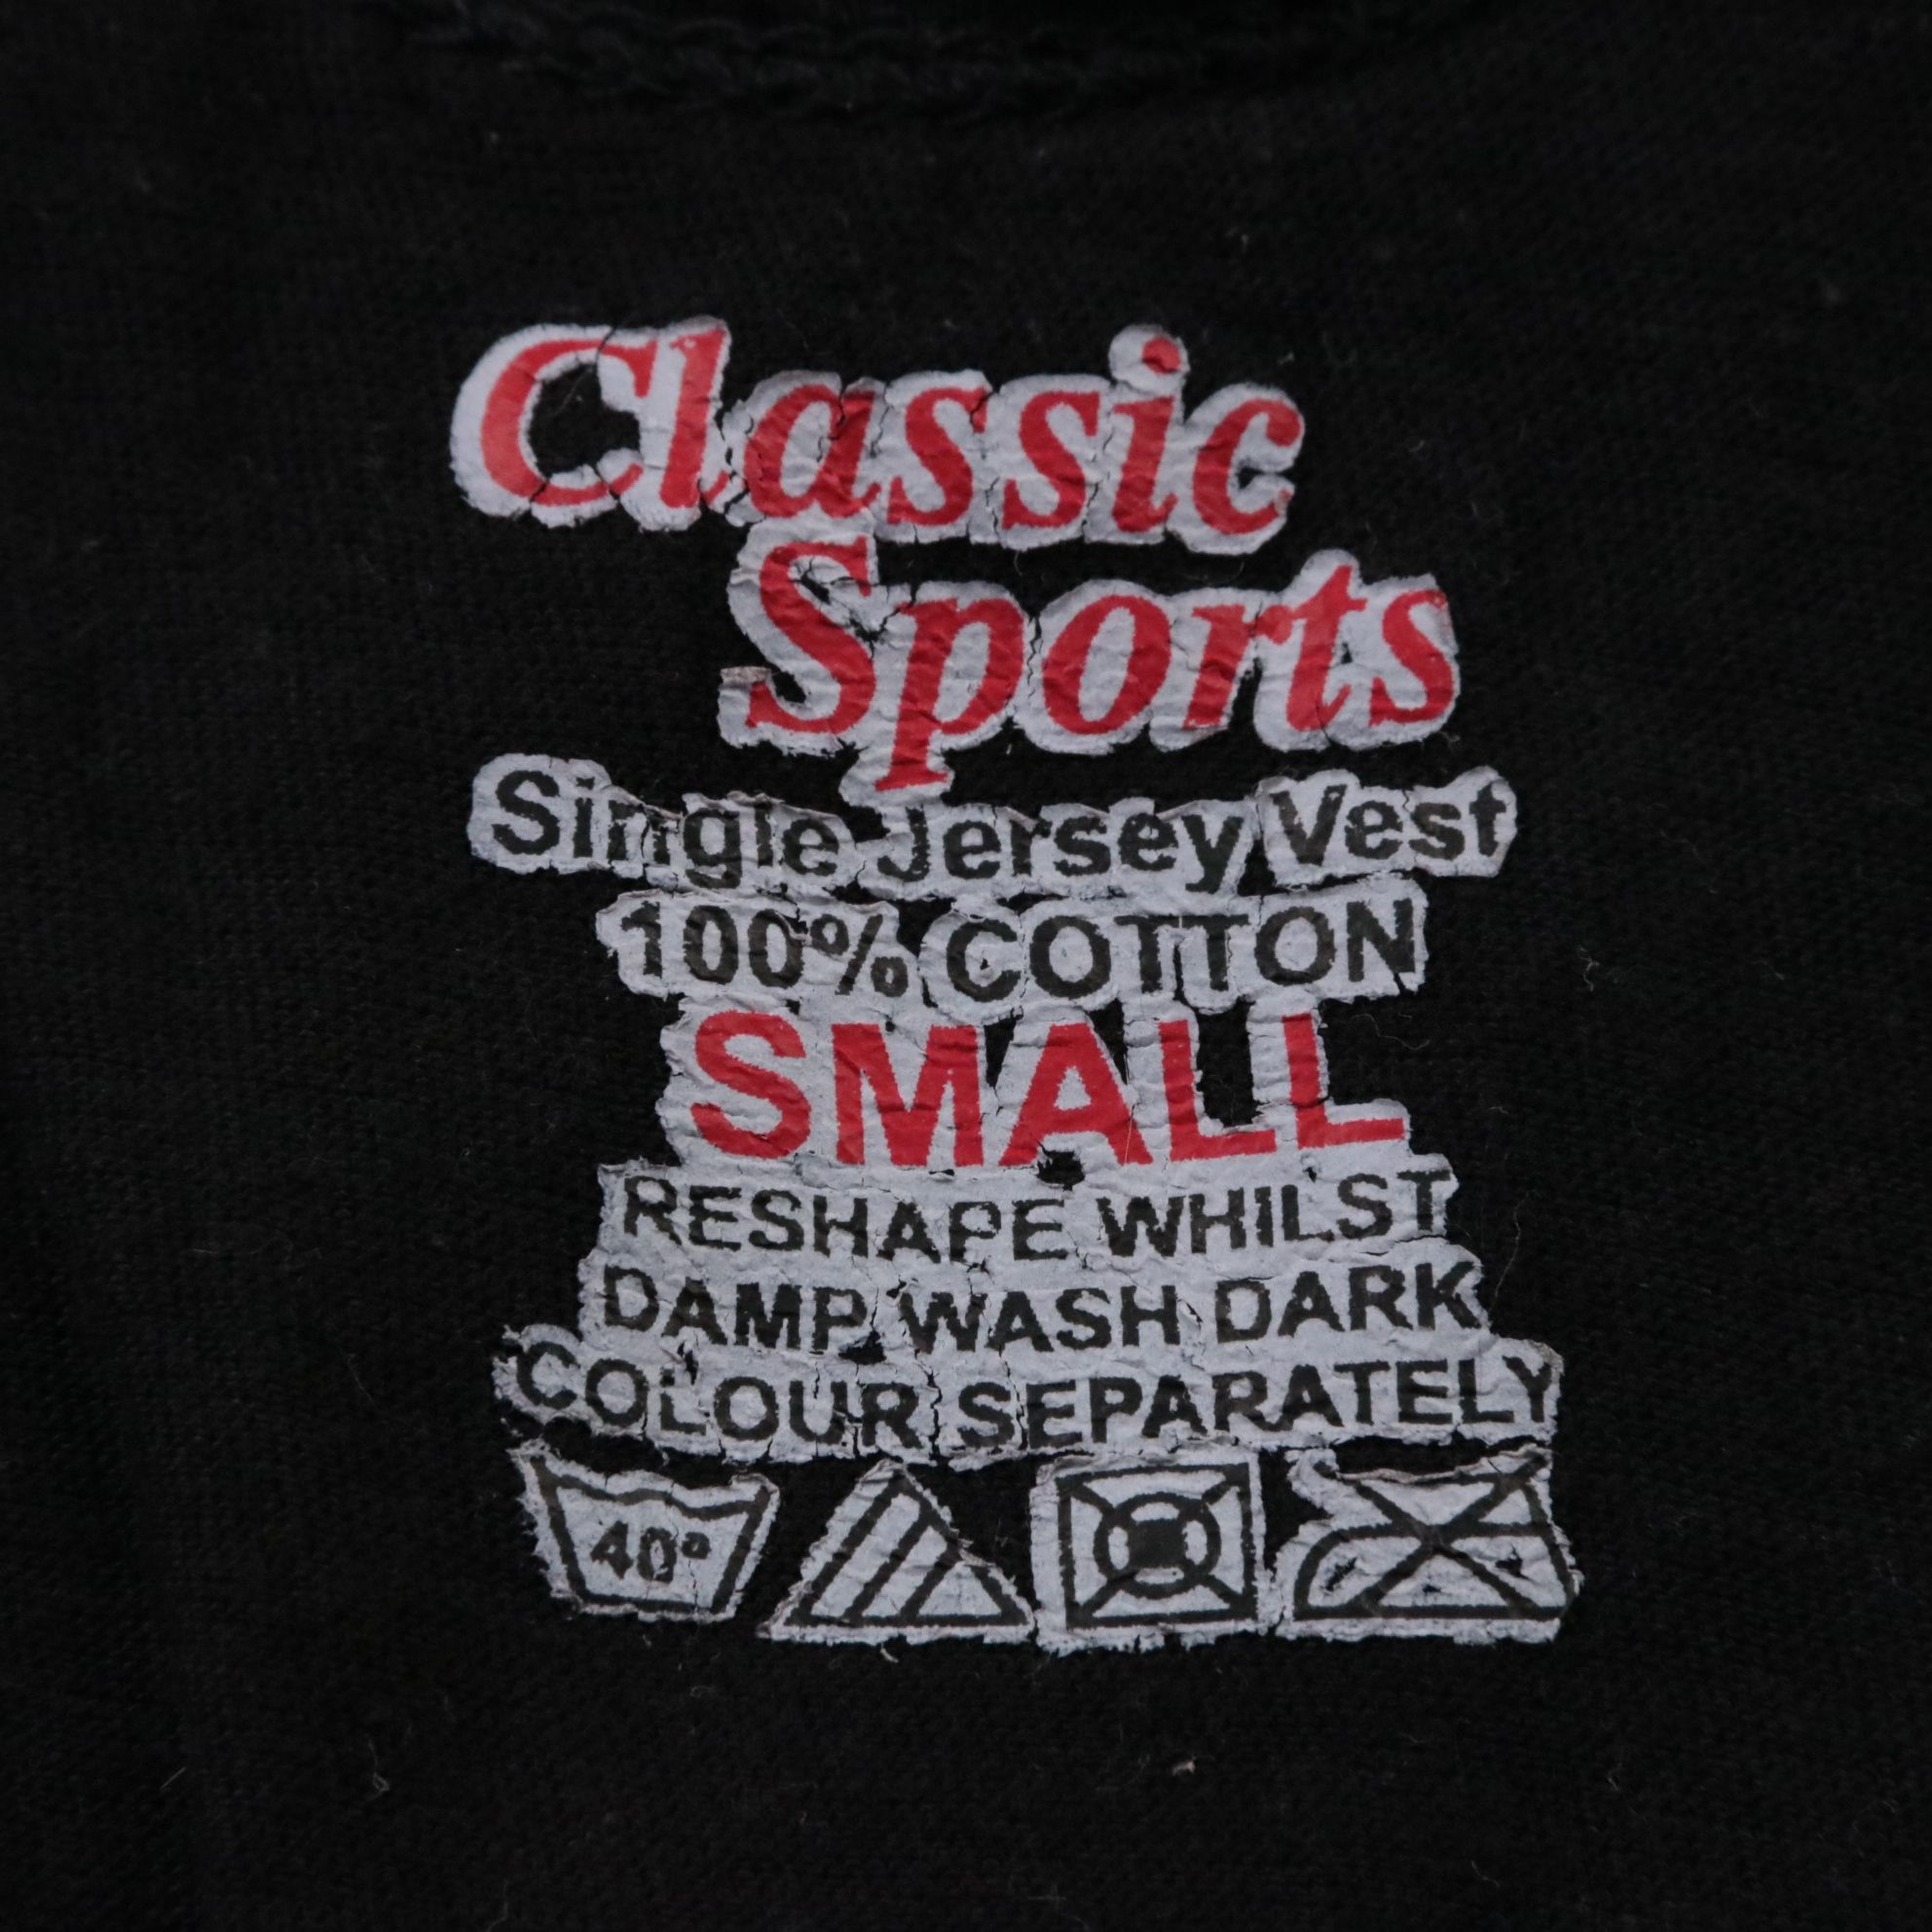 Classic
Sports
Single Jersey Vest
100% COTTON
SMALL
RESHAPE WHILST
DAMP WASH DARK
COLOUR SEPARATELY
40°